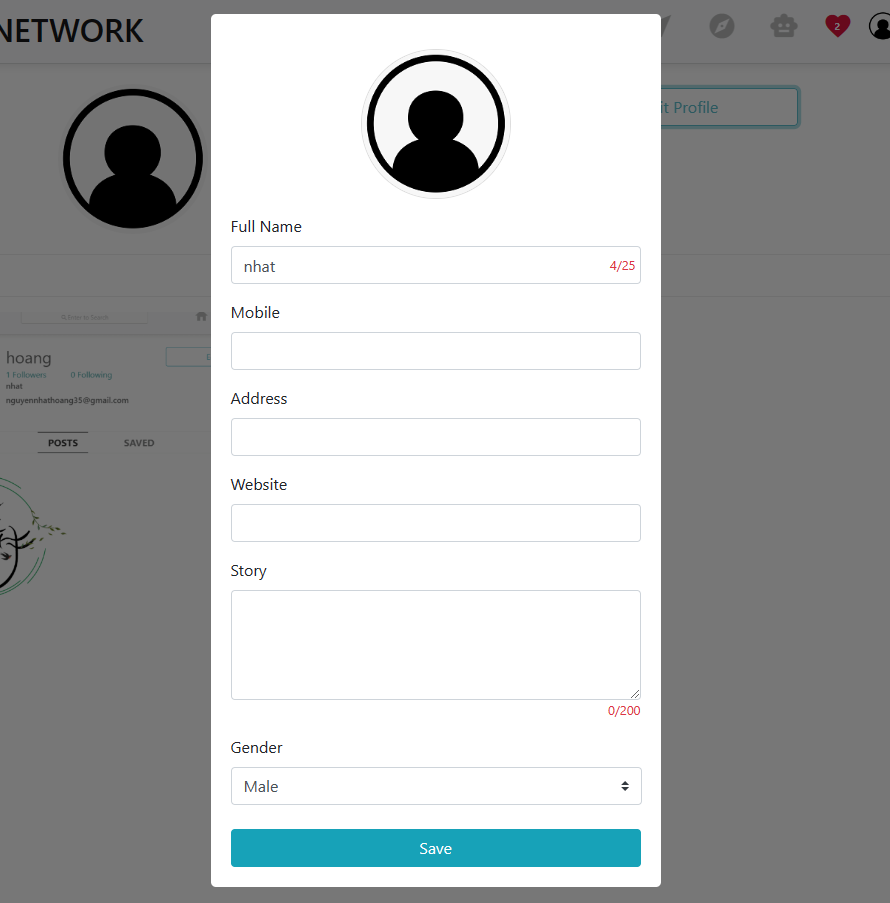 NETWORK
2
it Profile
Full Name
nhat 4/25
Mobile
Address
Website
Story
0/200
Gender
Male
Save
Enter to Search
hoang
1 Followers 0 Following
nhat
nguyennhathoang35@gmail.com
POSTS SAVED